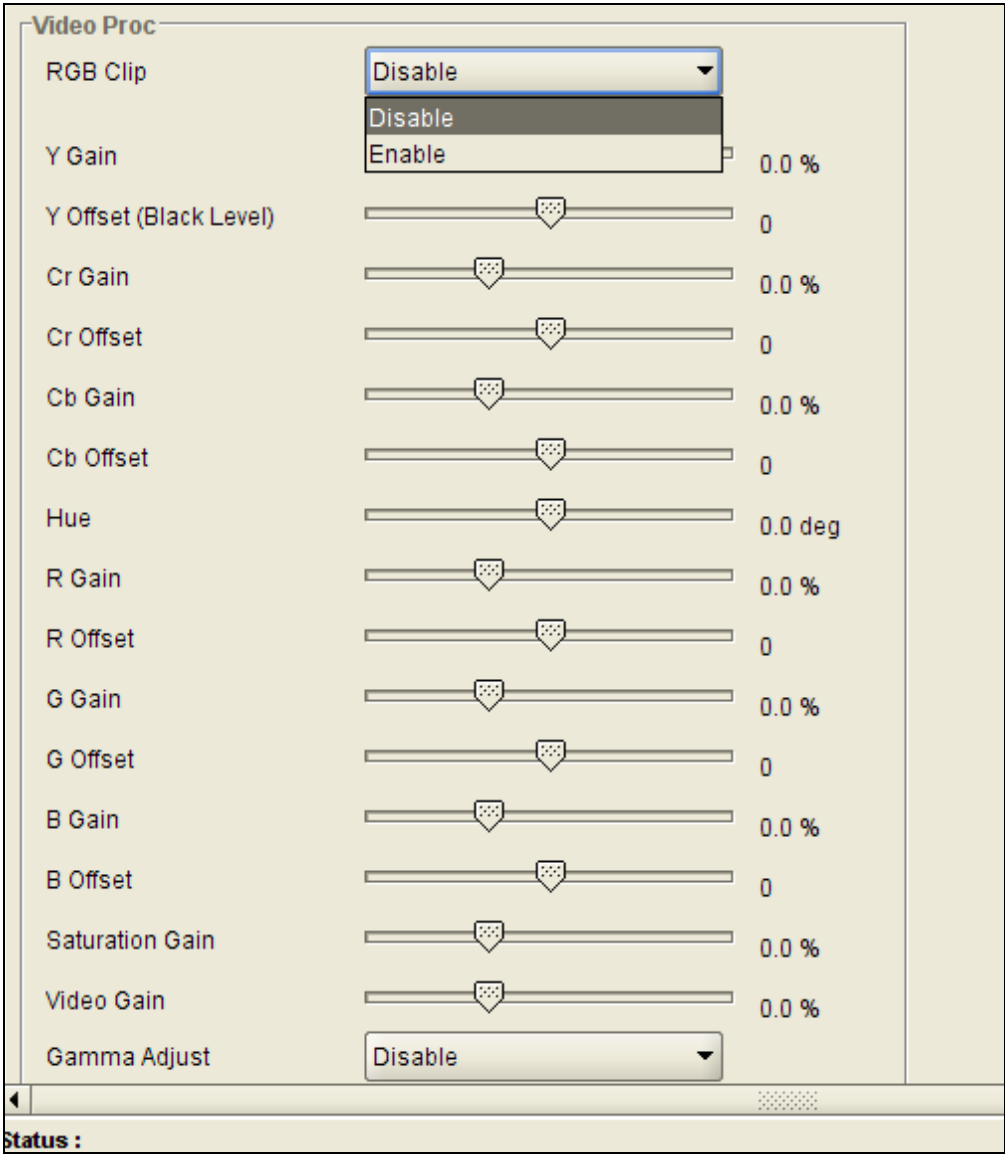 Video Proc
RGB Clip Disable
Disable
Enable
Y Gain 0.0 %
Y Offset (Black Level) 0
Cr Gain 0.0 %
Cr Offset 0
Cb Gain 0.0 %
Cb Offset 0
Hue 0.0 deg
R Gain 0.0 %
R Offset 0
G Gain 0.0 %
G Offset 0
B Gain 0.0 %
B Offset 0
Saturation Gain 0.0 %
Video Gain 0.0 %
Gamma Adjust Disable
Status :